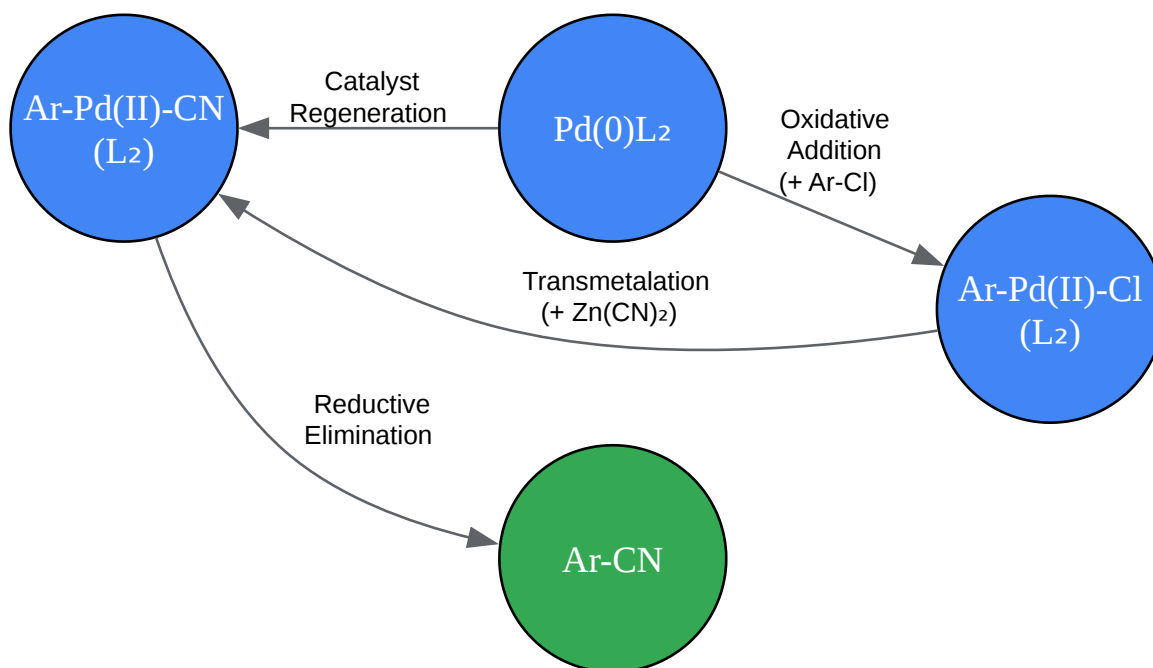 Ar-Pd(II)-CN
(L₂)
Catalyst
Regeneration
Pd(0)L₂
Oxidative
Addition
(+ Ar-Cl)
Ar-Pd(II)-Cl
(L₂)
Transmetalation
(+ Zn(CN)₂)
Reductive
Elimination
Ar-CN